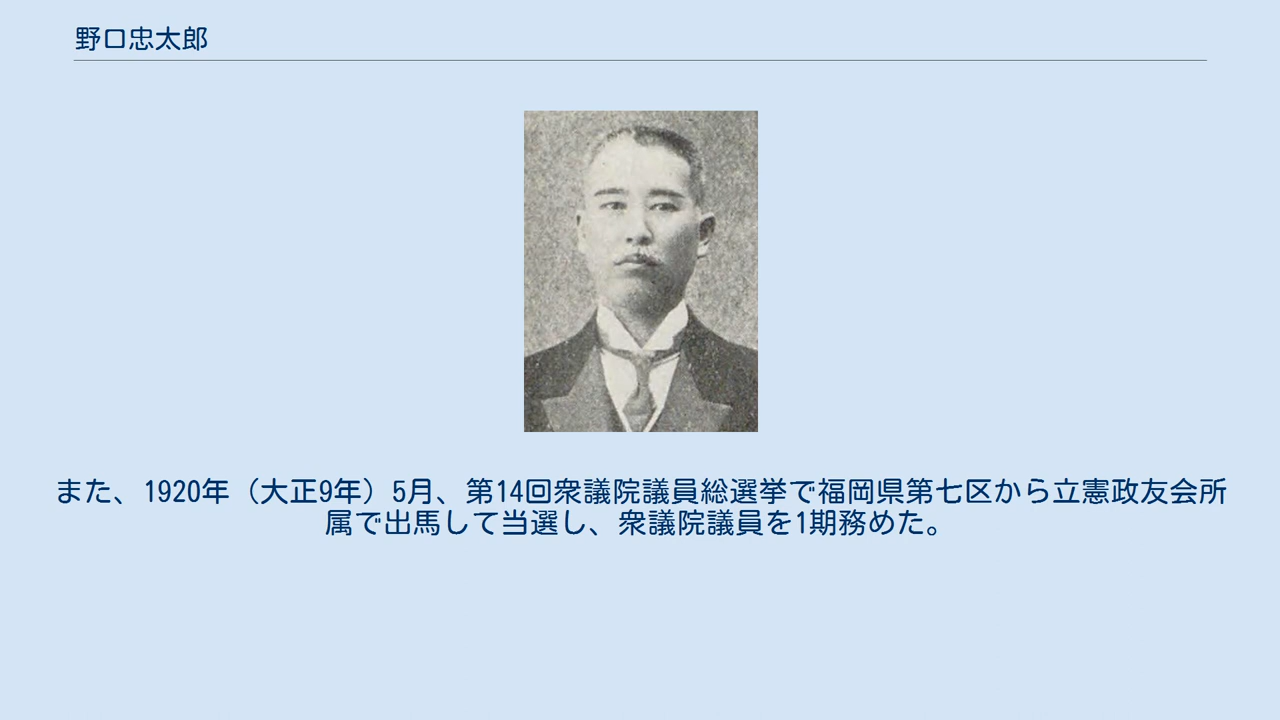 野口忠太郎
また、1920年（大正9年）5月、第14回衆議院議員総選挙で福岡県第七区から立憲政友会所
属で出馬して当選し、衆議院議員を1期務めた。